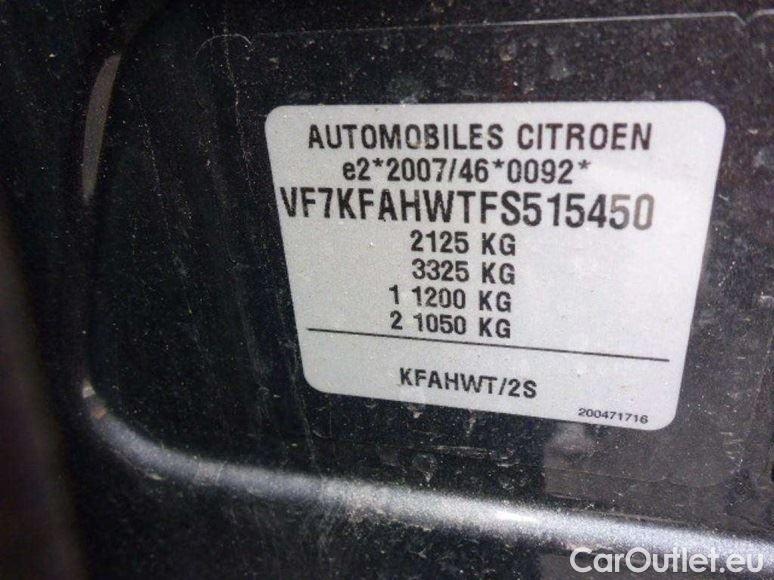 AUTOMOBILES CITROEN
e2*2007/46*0092*
VF7KFAHWTFS515450
2125 KG
3325 KG
1 1200 KG
2 1050 KG
KFAHWT/2S
200471716
CarOutlet.eu